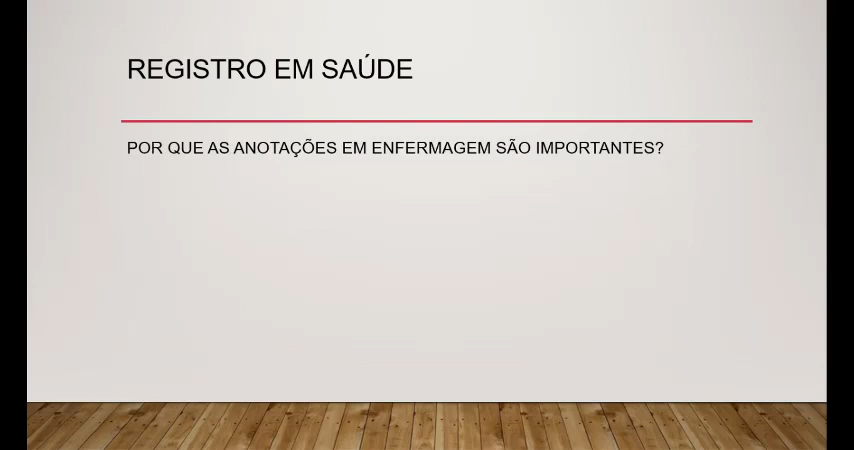 REGISTRO EM SAÚDE
POR QUE AS ANOTAÇÕES EM ENFERMAGEM SÃO IMPORTANTES?